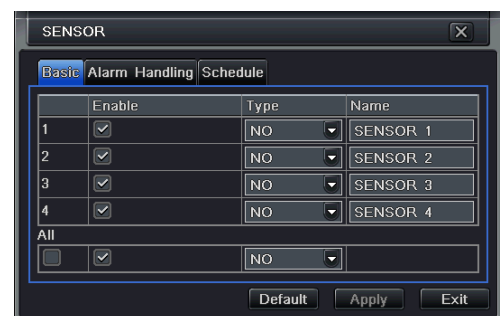 SENSOR
Basic Alarm Handling Schedule
Enable Type Name
1 NO SENSOR 1
2 NO SENSOR 2
3 NO SENSOR 3
4 NO SENSOR 4
All
NO
Default Apply Exit